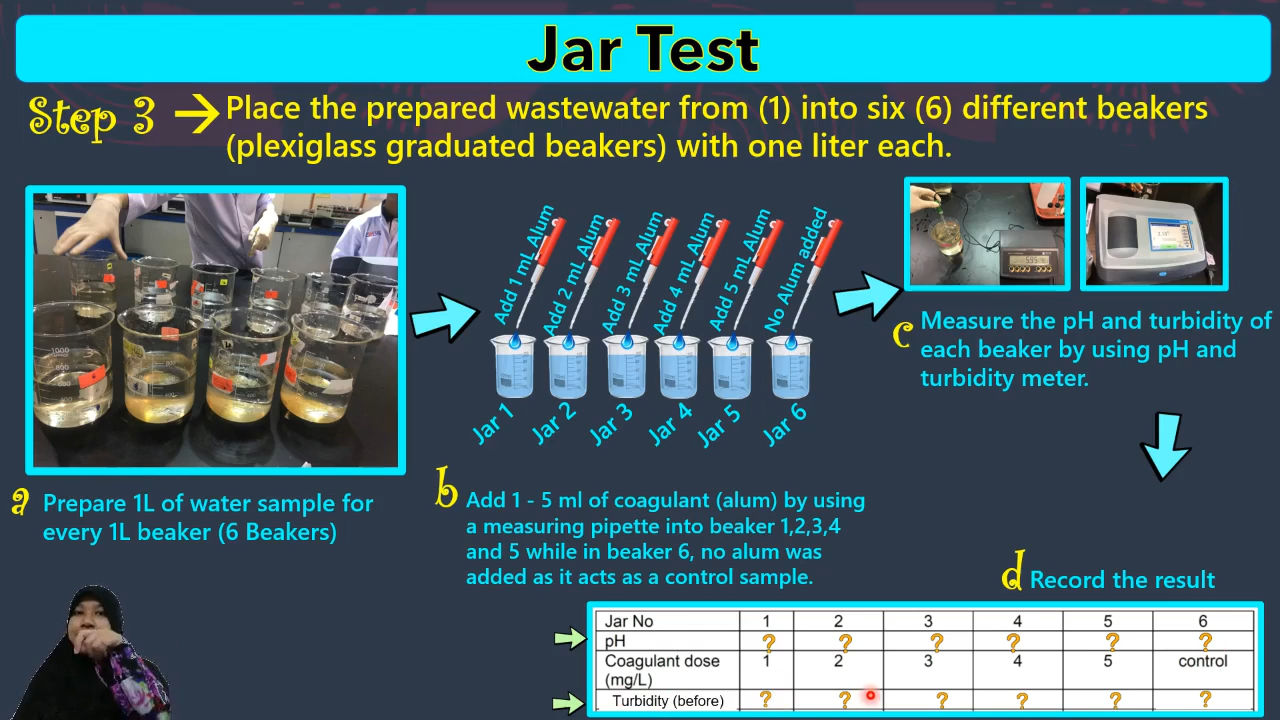 Jar Test
Step 3
Place the prepared wastewater from (1) into six (6) different beakers
(plexiglass graduated beakers) with one liter each.
Add 1 mL Alum
Add 2 mL Alum
Add 3 mL Alum
Add 4 mL Alum
Add 5 mL Alum
No Alum added
Jar 1
Jar 2
Jar 3
Jar 4
Jar 5
Jar 6
a
Prepare 1L of water sample for
every 1L beaker (6 Beakers)
b
Add 1 - 5 ml of coagulant (alum) by using
a measuring pipette into beaker 1,2,3,4
and 5 while in beaker 6, no alum was
added as it acts as a control sample.
c
Measure the pH and turbidity of
each beaker by using pH and
turbidity meter.
d
Record the result
Jar No 1 2 3 4 5 6
pH ? ? ? ? ? ?
Coagulant dose 1 2 3 4 5 control
(mg/L)
Turbidity (before) ? ? ? ? ? ?